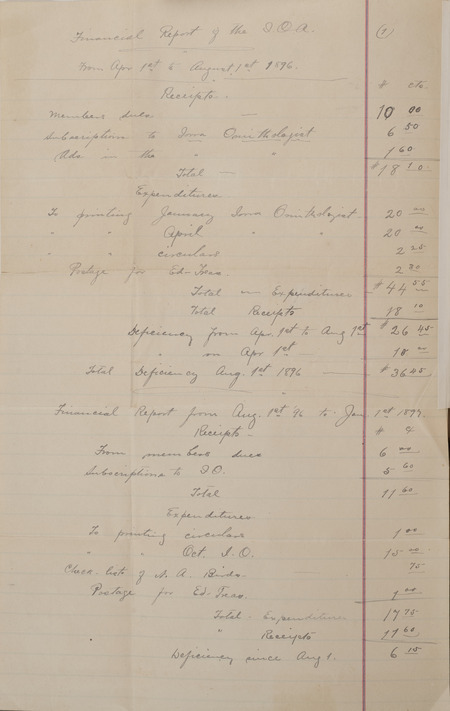 Financial Report of the I.O.A. (1)
From Apr 1st to August 1st 1896.
Receipts. # cts.
Members dues — 10 00
Subscriptions to Iowa Ornithologist 6 50
Ads in the " " 1 60
Total — #18 10
Expenditures
To printing January Iowa Ornithologist 20 00
" " April " " 20 00
" " circulars 2 25
Postage for Ed-Treas. 2 30
Total — Expenditures — #44 55
Total Receipts 18 10
Deficiency from Apr. 1st to Aug 1st #26 45
" on Apr 1st — 10 00
Total Deficiency Aug. 1st 1896 — #36 45
Financial Report from Aug. 1st '96 to Jan. 1st 1897.
Receipts —
From members dues 6 00
Subscriptions to I.O. 5 60
Total 11 60
Expenditures
To printing circulars 1 00
" " Oct. I.O. 15 00
Check-lists of N.A. Birds. 75
Postage for Ed. Treas. 1 00
Total - Expenditures 17 75
" Receipts 11 60
Deficiency since Aug 1. 6 15